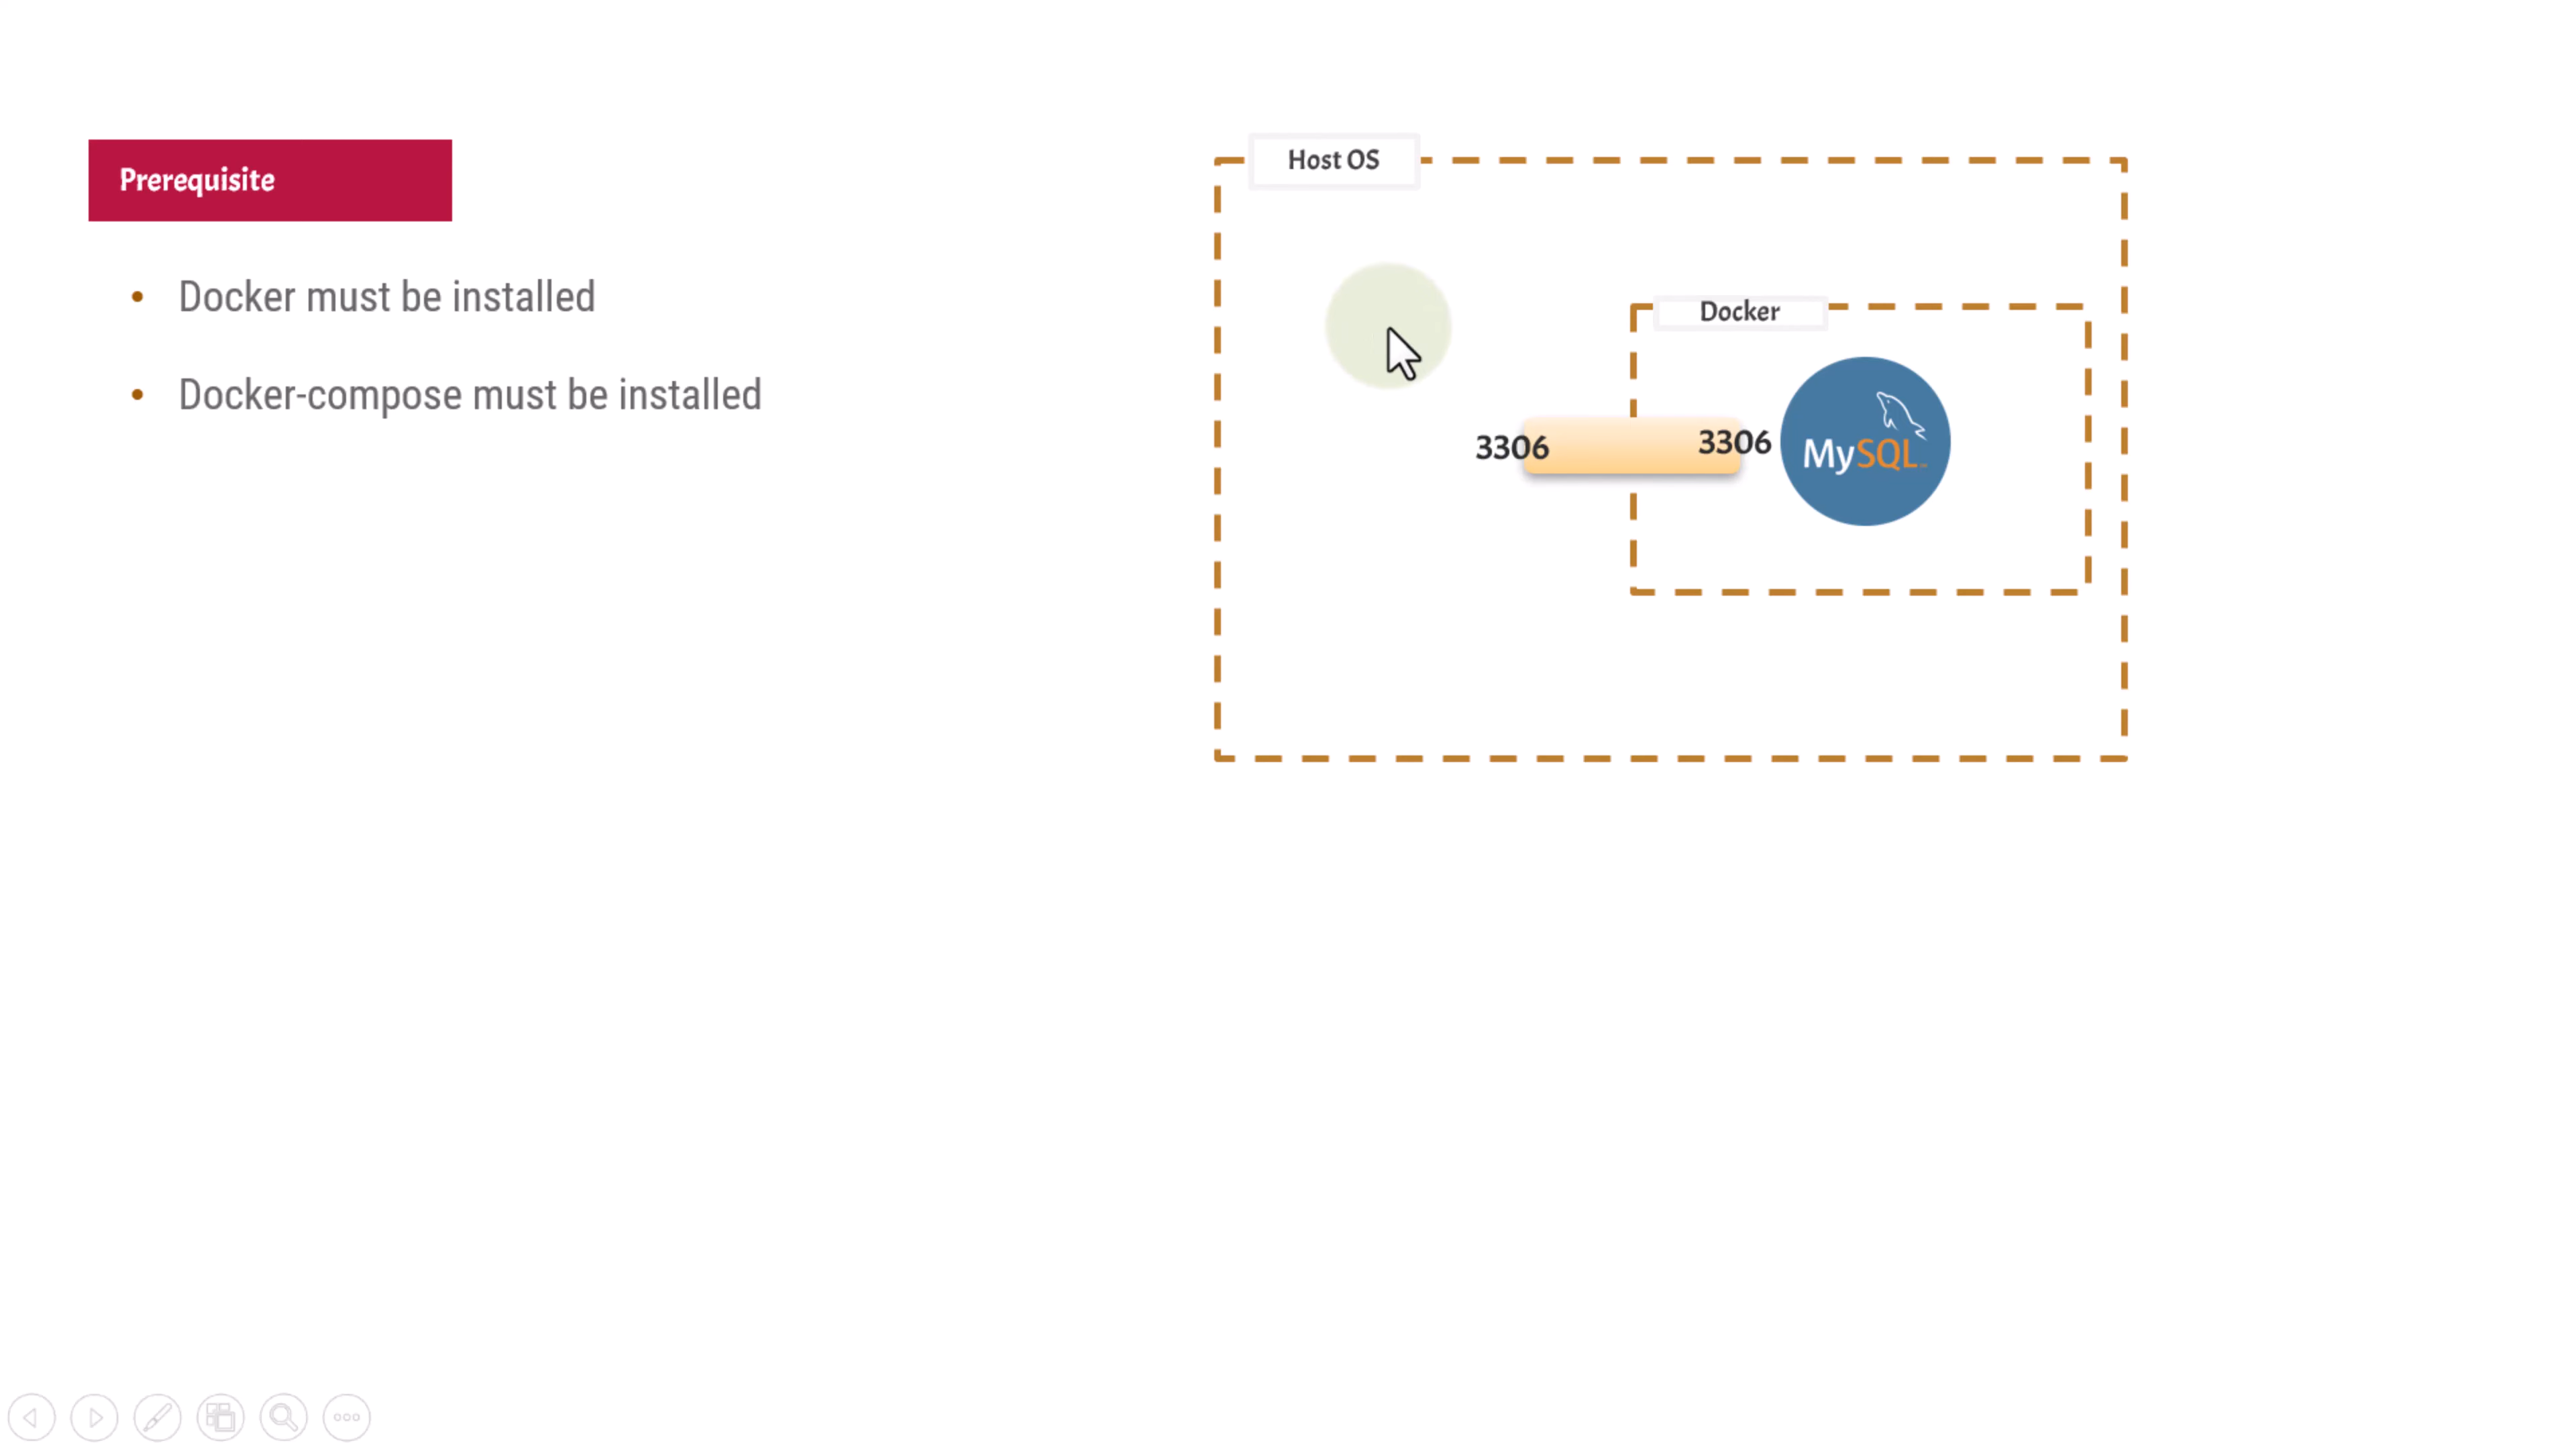 Prerequisite
• Docker must be installed
• Docker-compose must be installed
Host OS
Docker
3306
3306
MySQL